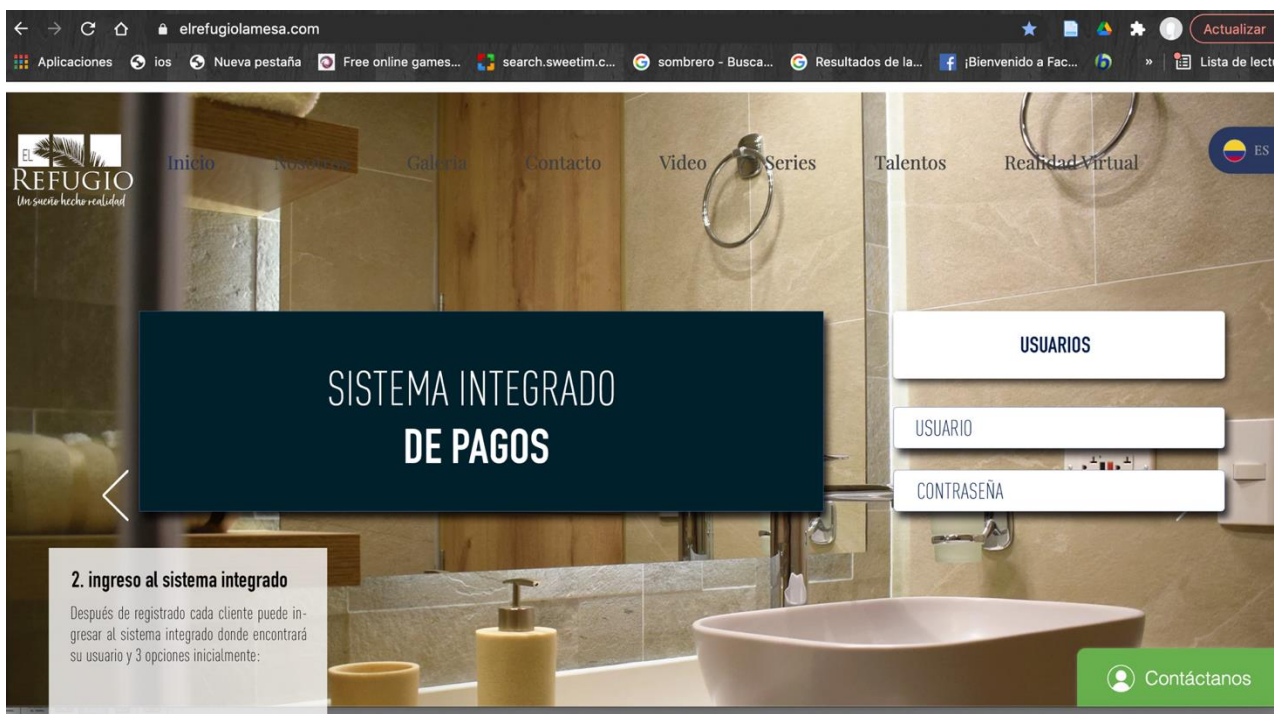 elrefugiolamesa.com
Actualizar
Aplicaciones
ios
Nueva pestaña
Free online games...
search.sweetim.c...
sombrero - Busca...
Resultados de la...
¡Bienvenido a Fac...
»
Lista de lectu
EL
REFUGIO
Un sueño hecho realidad
Inicio
Nosotros
Galería
Contacto
Video
Series
Talentos
Realidad Virtual
ES
SISTEMA INTEGRADO
DE PAGOS
USUARIOS
USUARIO
CONTRASEÑA
2. ingreso al sistema integrado
Después de registrado cada cliente puede in-
gresar al sistema integrado donde encontrará
su usuario y 3 opciones inicialmente:
Contáctanos